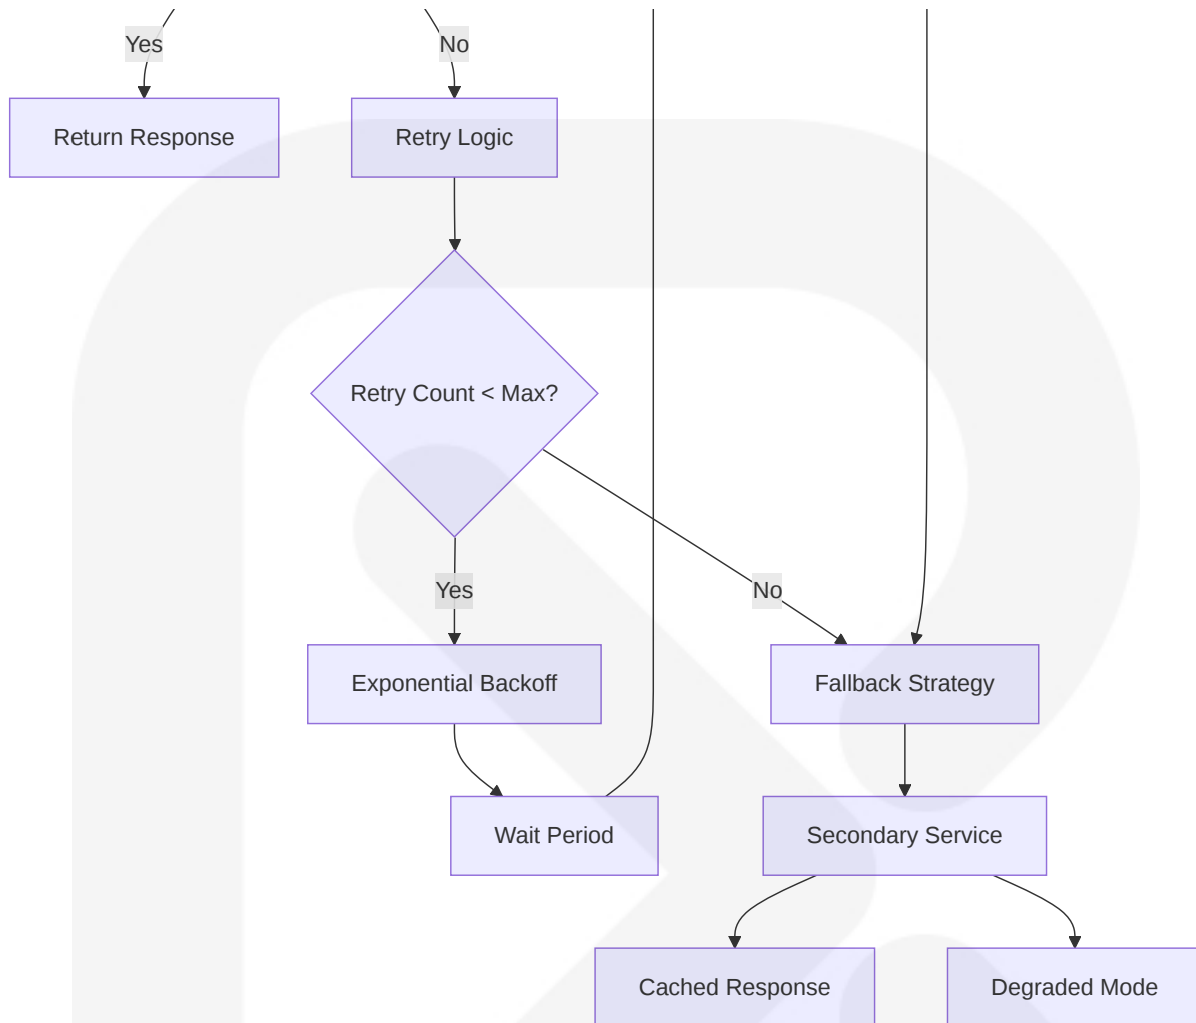 Yes
No
Return Response
Retry Logic
Retry Count < Max?
Yes
No
Exponential Backoff
Fallback Strategy
Wait Period
Secondary Service
Cached Response
Degraded Mode